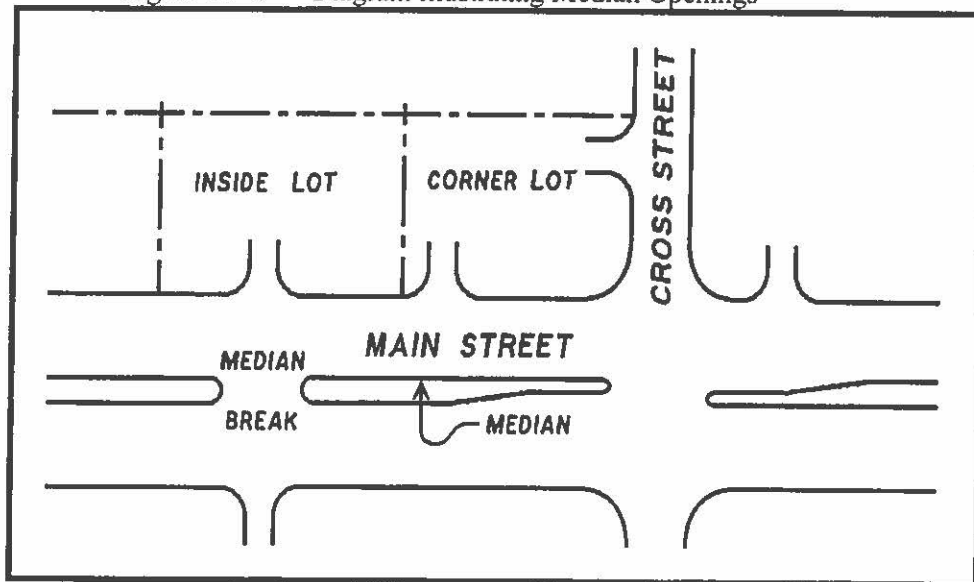 Diagram Illustrating Median Openings
CROSS STREET
INSIDE LOT
CORNER LOT
MAIN STREET
MEDIAN
BREAK
MEDIAN